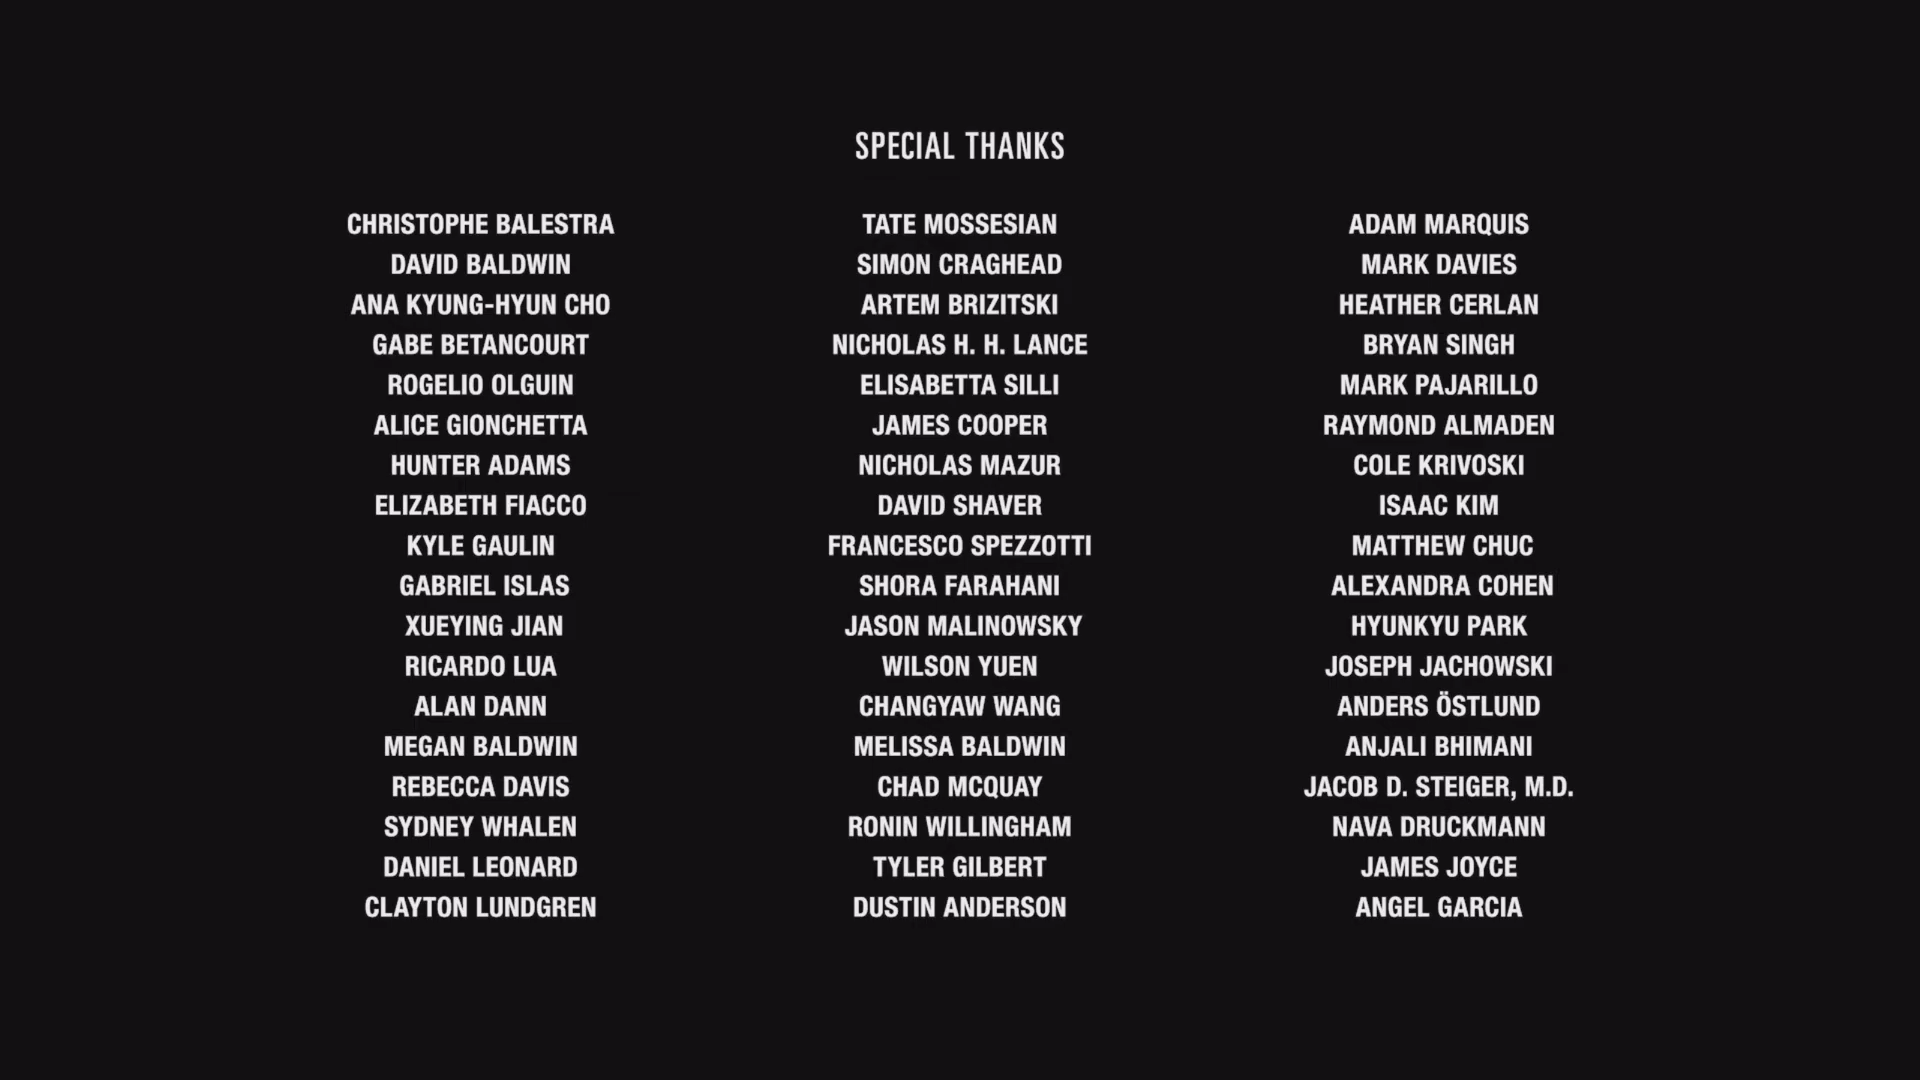 SPECIAL THANKS
CHRISTOPHE BALESTRA
DAVID BALDWIN
ANA KYUNG-HYUN CHO
GABE BETANCOURT
ROGELIO OLGUIN
ALICE GIONCHETTA
HUNTER ADAMS
ELIZABETH FIACCO
KYLE GAULIN
GABRIEL ISLAS
XUEYING JIAN
RICARDO LUA
ALAN DANN
MEGAN BALDWIN
REBECCA DAVIS
SYDNEY WHALEN
DANIEL LEONARD
CLAYTON LUNDGREN
TATE MOSSESIAN
SIMON CRAGHEAD
ARTEM BRIZITSKI
NICHOLAS H. H. LANCE
ELISABETTA SILLI
JAMES COOPER
NICHOLAS MAZUR
DAVID SHAVER
FRANCESCO SPEZZOTTI
SHORA FARAHANI
JASON MALINOWSKY
WILSON YUEN
CHANGYAW WANG
MELISSA BALDWIN
CHAD MCQUAY
RONIN WILLINGHAM
TYLER GILBERT
DUSTIN ANDERSON
ADAM MARQUIS
MARK DAVIES
HEATHER CERLAN
BRYAN SINGH
MARK PAJARILLO
RAYMOND ALMADEN
COLE KRIVOSKI
ISAAC KIM
MATTHEW CHUC
ALEXANDRA COHEN
HYUNKYU PARK
JOSEPH JACHOWSKI
ANDERS ÖSTLUND
ANJALI BHIMANI
JACOB D. STEIGER, M.D.
NAVA DRUCKMANN
JAMES JOYCE
ANGEL GARCIA